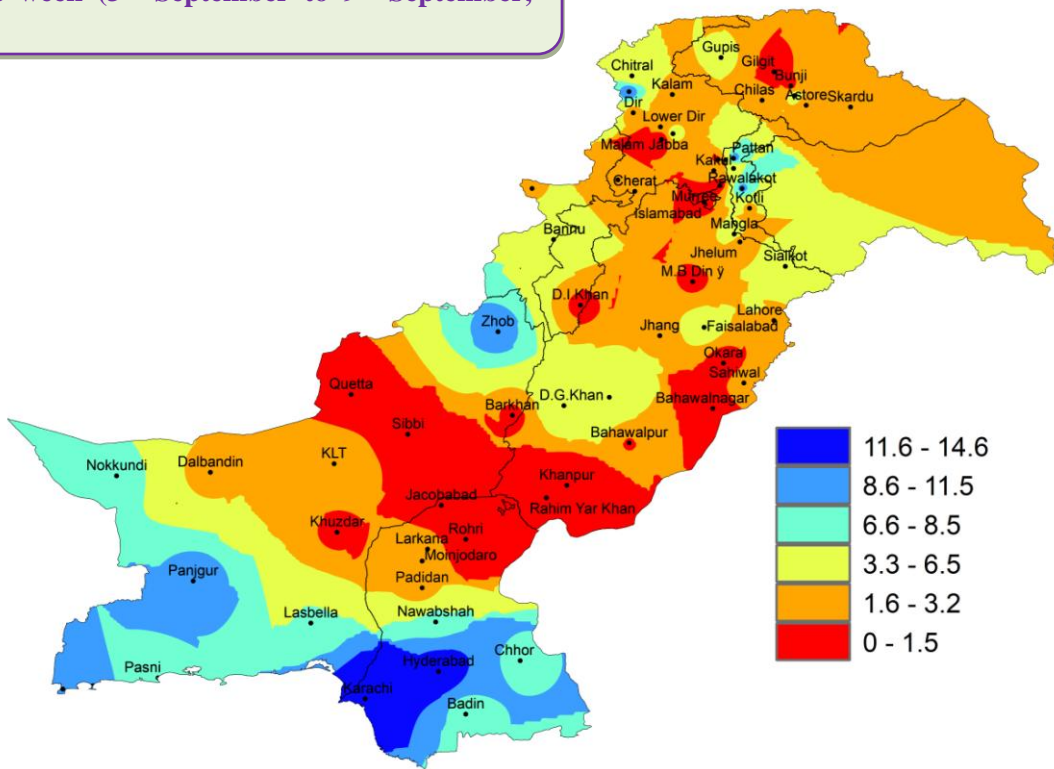 week (3 September to 9 September,
Gupis
Chitral
Gilgit
Bunji
Kalam
Chilas
Astore
Skardu
Dir
Lower Dir
Malam Jabba
Pattan
Kakul
Cherat
Rawalakot
Murree
Kotli
Islamabad
Bannu
Mangla
Jhelum
Sialkot
M.B Din ÿ
D.I.Khan
Zhob
Lahore
Jhang
Faisalabad
Okara
Sahiwal
Quetta
D.G.Khan
Bahawalnagar
Barkhan
Sibbi
Bahawalpur
Nokkundi
Dalbandin
KLT
Khanpur
Jacobabad
Rahim Yar Khan
Khuzdar
Rohri
Larkana
Moinjodaro
Panjgur
Padidan
Lasbella
Nawabshah
Pasni
Hyderabad
Chhor
Karachi
Badin
11.6 - 14.6
8.6 - 11.5
6.6 - 8.5
3.3 - 6.5
1.6 - 3.2
0 - 1.5